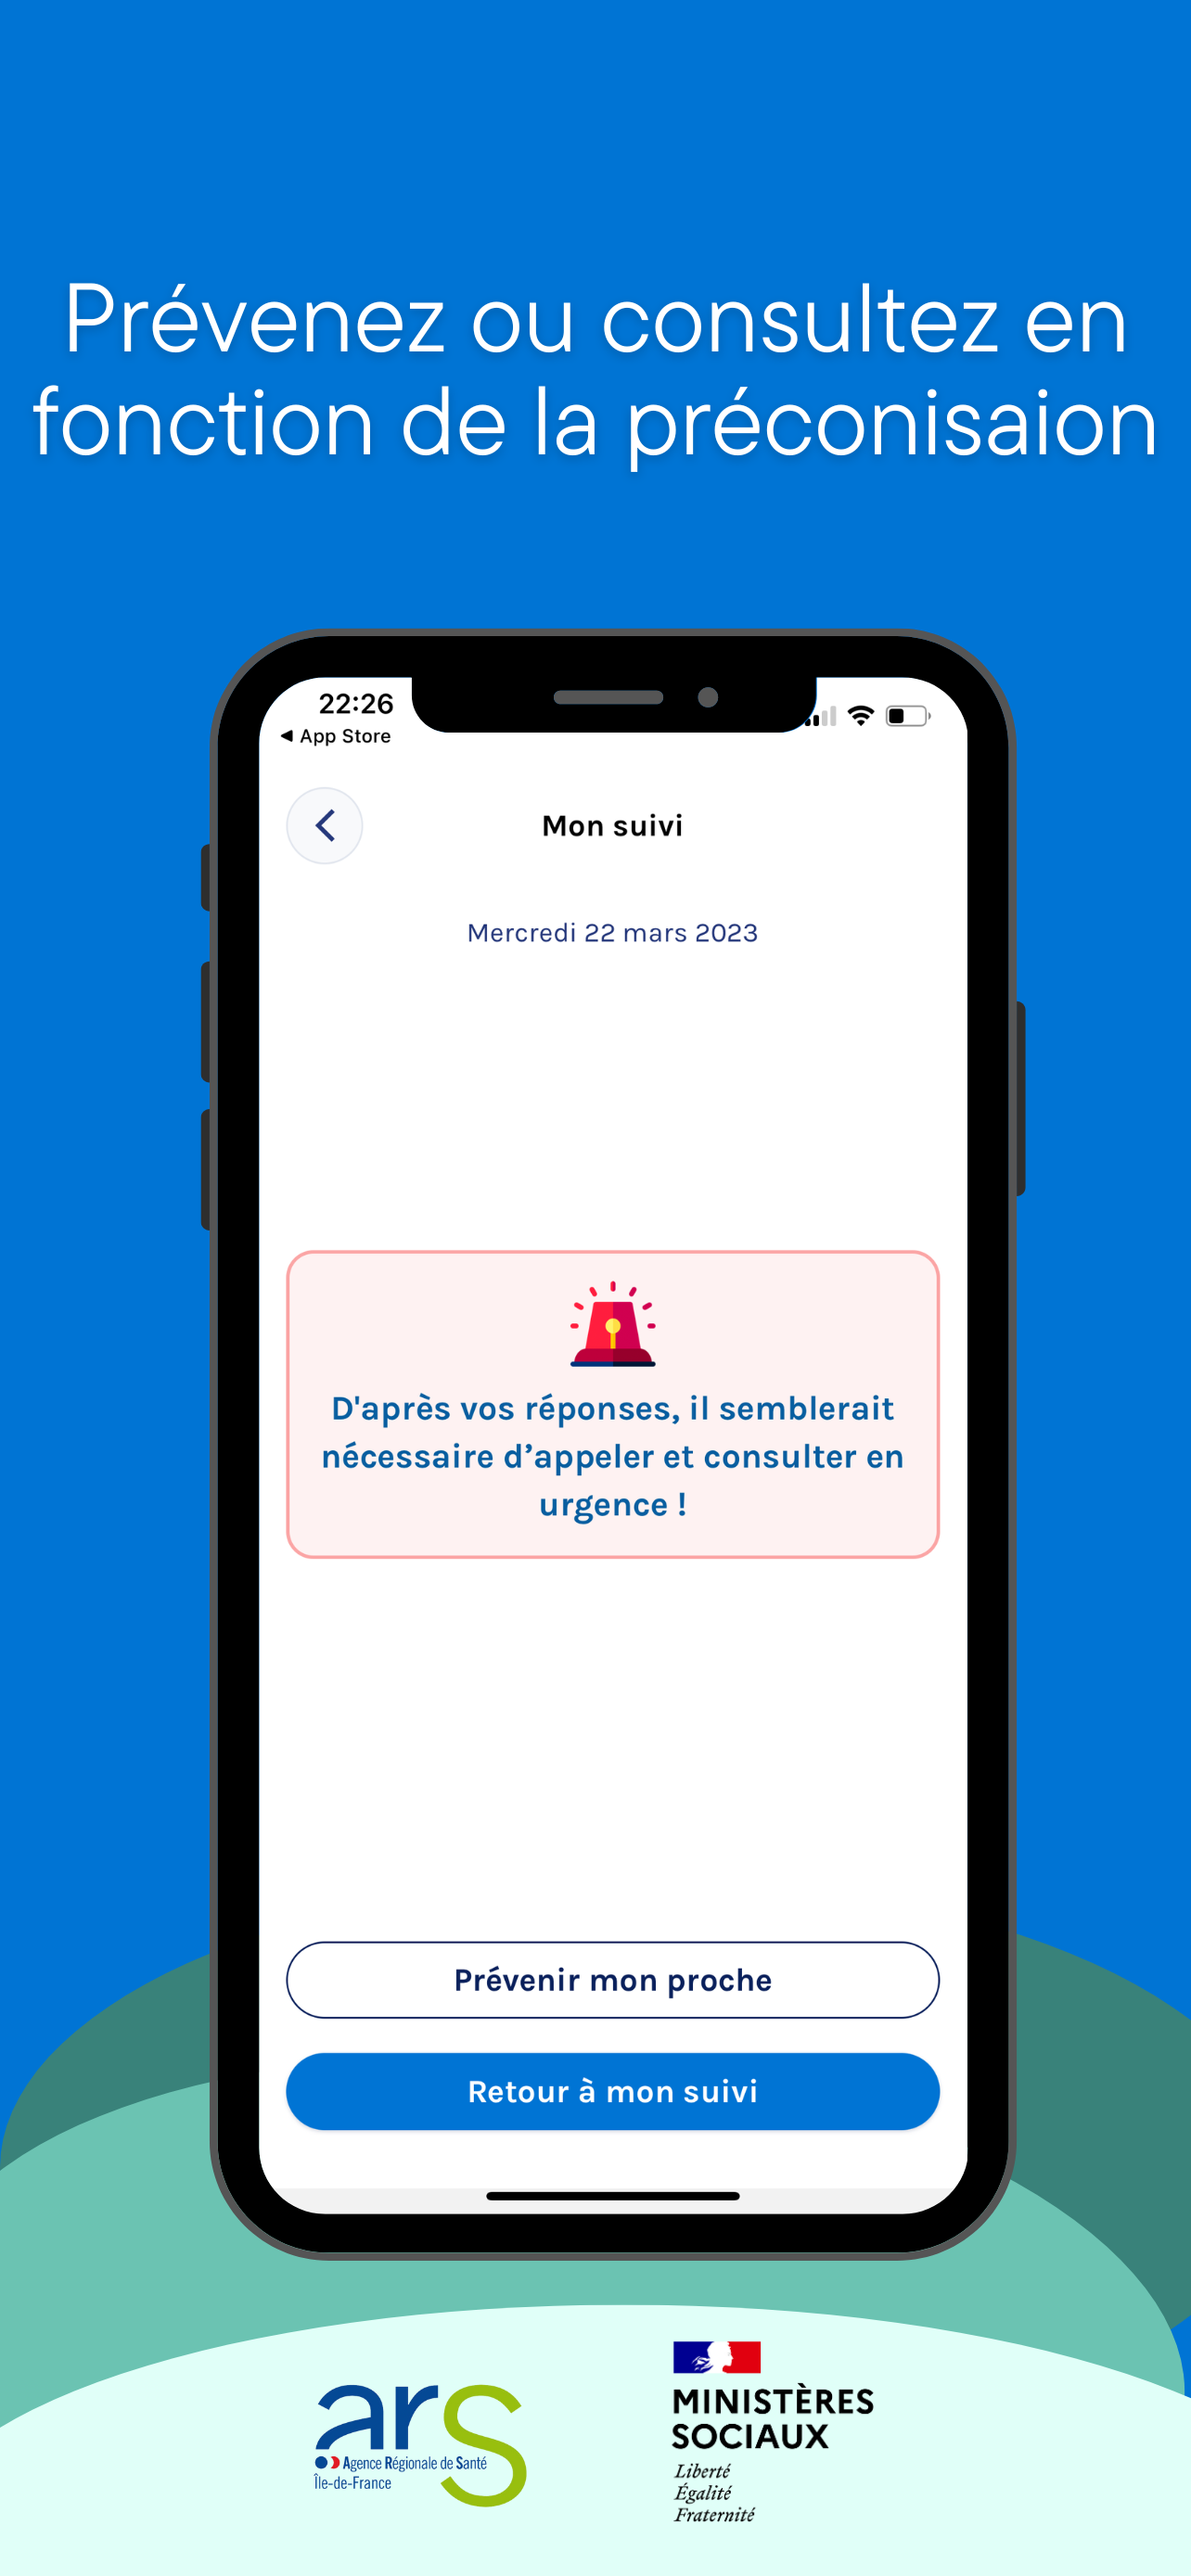 Prévenez ou consultez en
fonction de la préconisaion
22:26
App Store
Mon suivi
Mercredi 22 mars 2023
D'après vos réponses, il semblerait
nécessaire d’appeler et consulter en
urgence !
Prévenir mon proche
Retour à mon suivi
ars
Agence Régionale de Santé
Île-de-France
MINISTÈRES
SOCIAUX
Liberté
Égalité
Fraternité